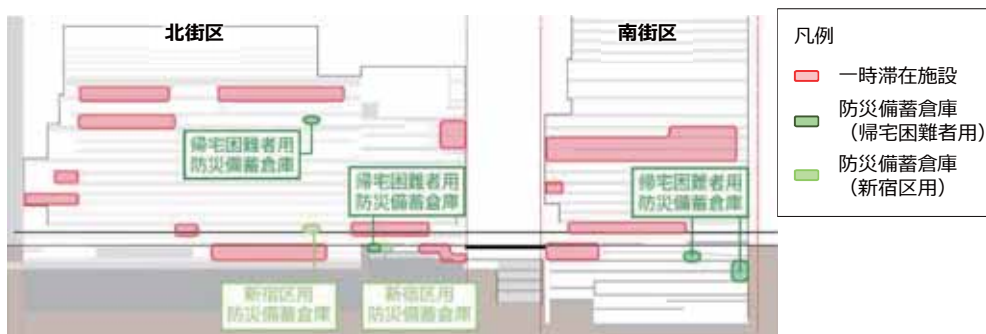 北街区
南街区
凡例
一時滞在施設
防災備蓄倉庫
（帰宅困難者用）
防災備蓄倉庫
（新宿区用）
帰宅困難者用
防災備蓄倉庫
帰宅困難者用
防災備蓄倉庫
帰宅困難者用
防災備蓄倉庫
新宿区用
防災備蓄倉庫
新宿区用
防災備蓄倉庫